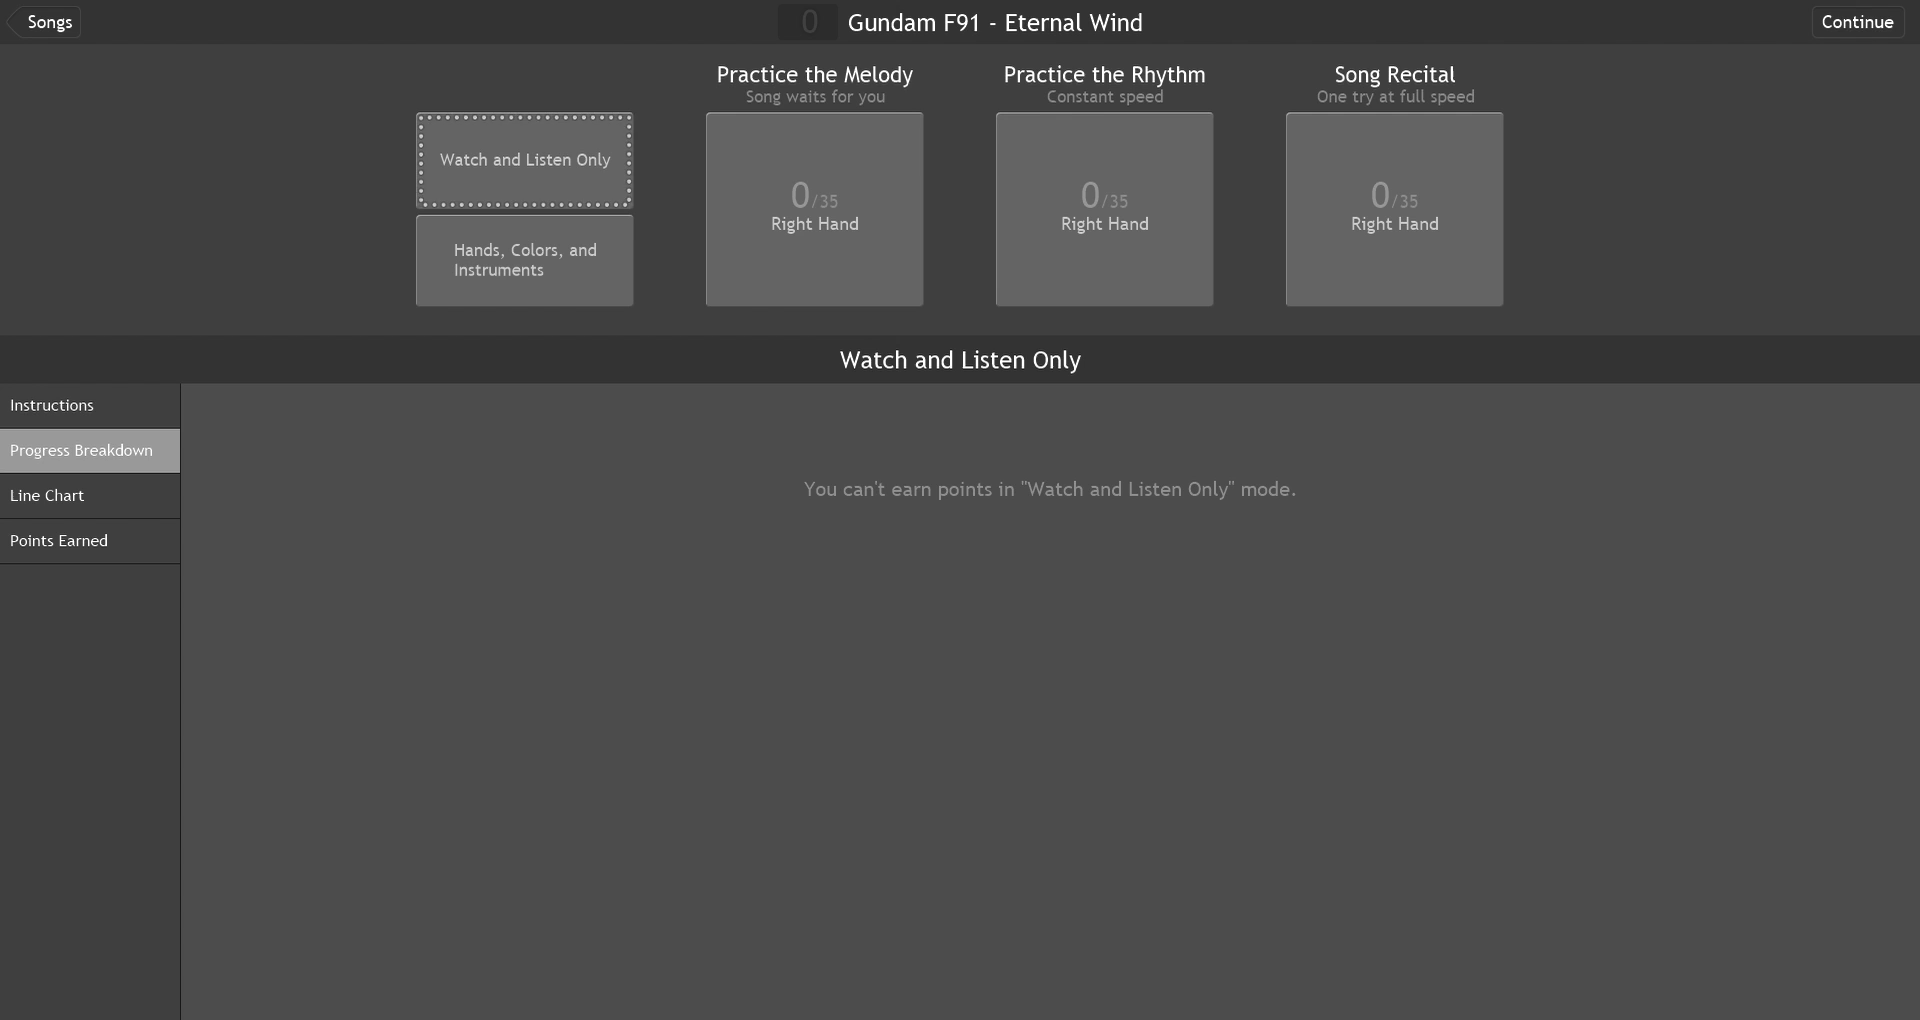 Songs
0 Gundam F91 - Eternal Wind
Continue
Practice the Melody
Song waits for you
Practice the Rhythm
Constant speed
Song Recital
One try at full speed
Watch and Listen Only
Hands, Colors, and
Instruments
0/35
Right Hand
0/35
Right Hand
0/35
Right Hand
Watch and Listen Only
Instructions
Progress Breakdown
Line Chart
Points Earned
You can't earn points in "Watch and Listen Only" mode.